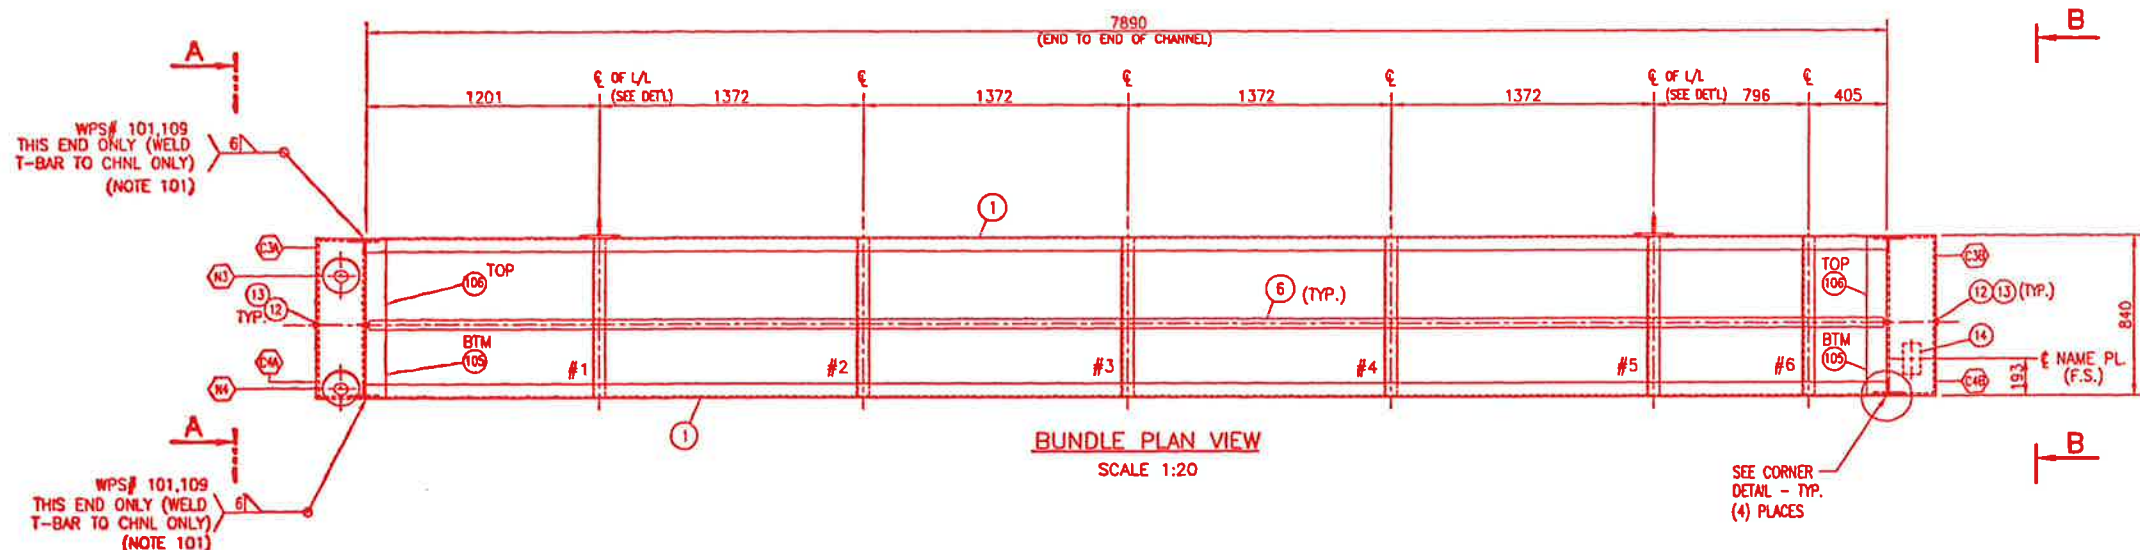 7890
(END TO END OF CHANNEL)
A
B
℄ OF L/L
(SEE DET'L)
℄
℄
℄
℄ OF L/L
(SEE DET'L)
℄
1201
1372
1372
1372
1372
796
405
WPS# 101,109
THIS END ONLY (WELD
T-BAR TO CHNL ONLY)
(NOTE 101)
6
1
C3A
N3
13
TYP. 12
C4A
N4
TOP
106
BTM
105
6 (TYP.)
#1
#2
#3
#4
#5
#6
TOP
106
BTM
105
C3B
12 13 (TYP.)
14
℄ NAME PL.
(F.S.)
C4B
193
840
1
A
B
WPS# 101,109
THIS END ONLY (WELD
T-BAR TO CHNL ONLY)
(NOTE 101)
6
BUNDLE PLAN VIEW
SCALE 1:20
SEE CORNER
DETAIL - TYP.
(4) PLACES